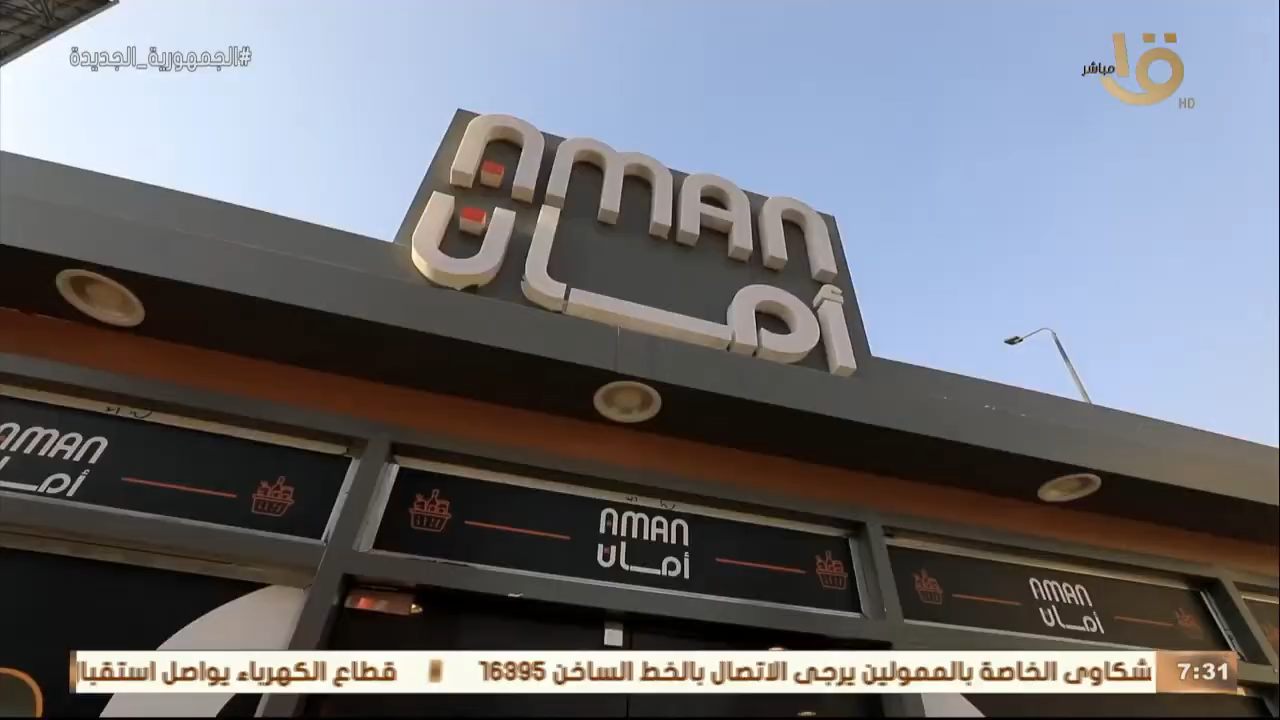 #الجمهورية_الجديدة
مباشر
HD
AMAN
أمان
AMAN
أمان
AMAN
أمان
AMAN
أمان
شكاوى الخاصة بالممولين يرجى الاتصال بالخط الساخن 16895
قطاع الكهرباء يواصل استقبا
7:31